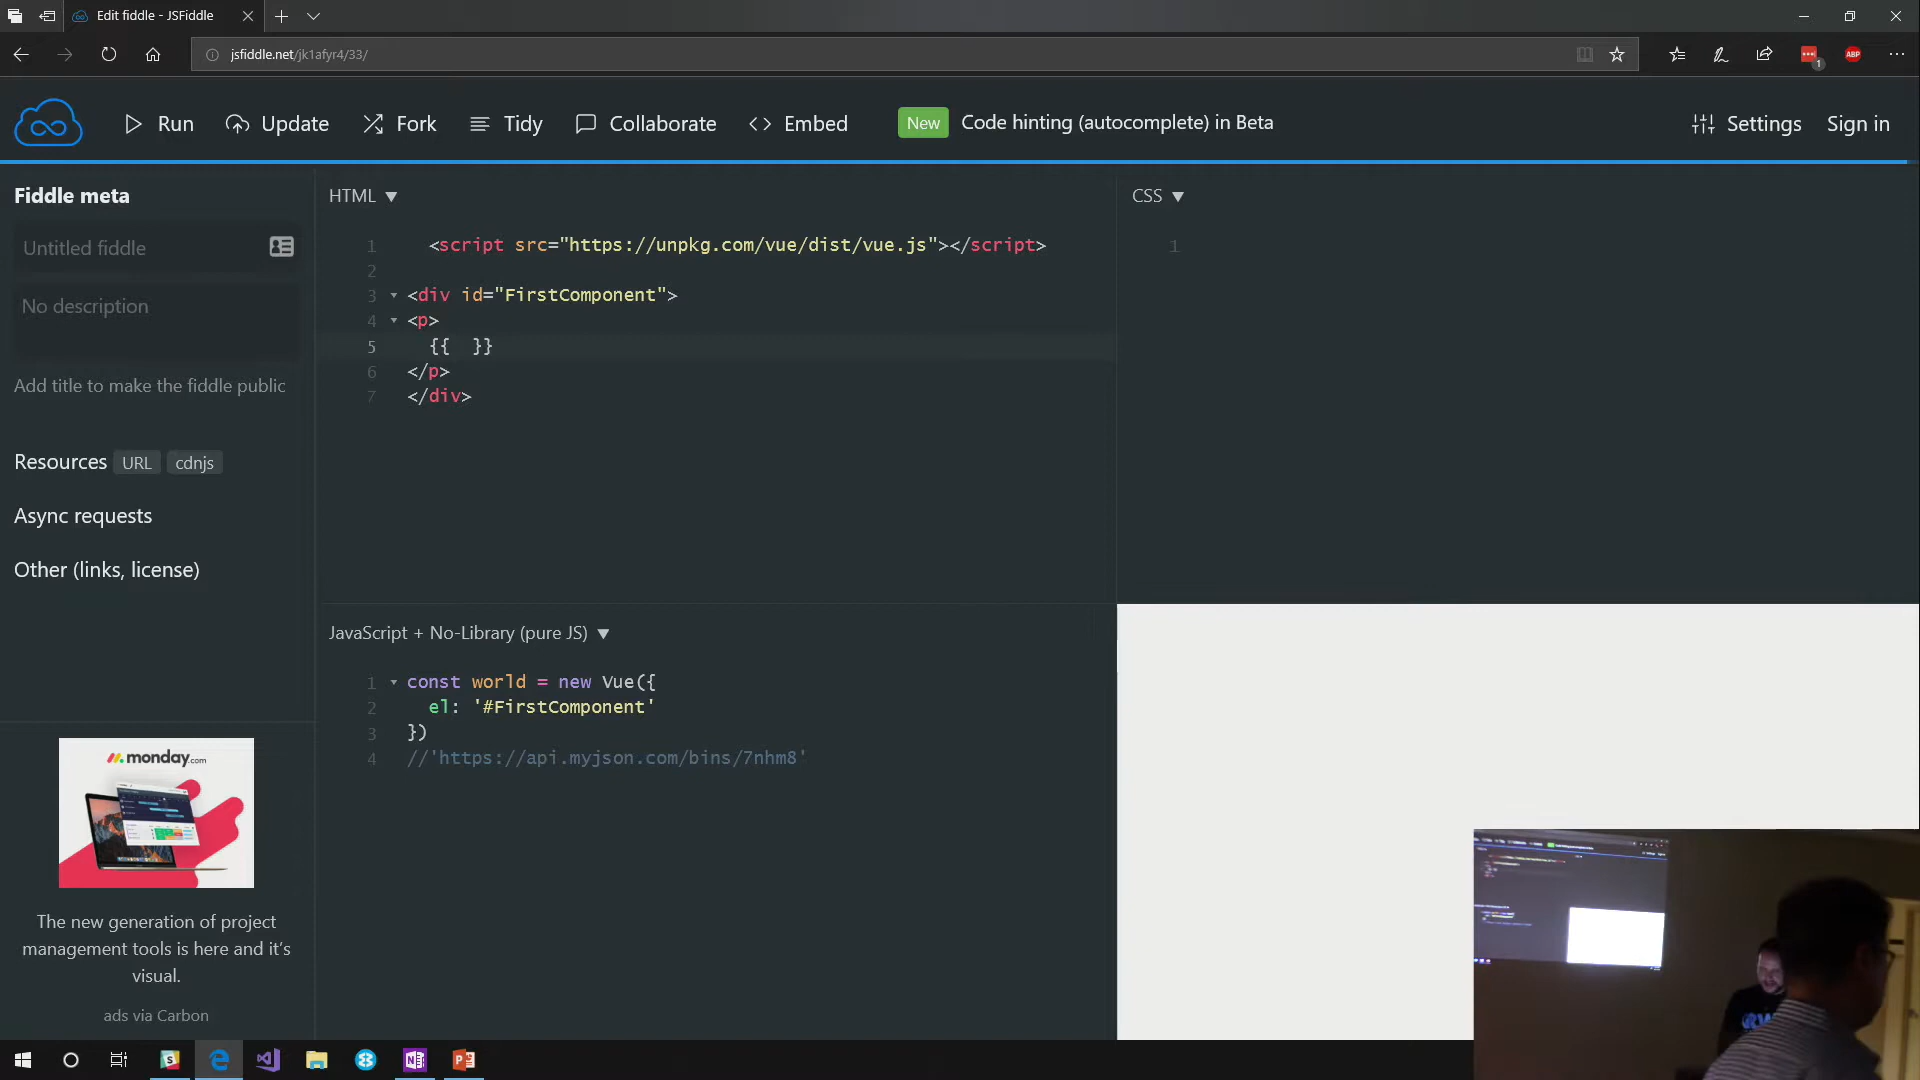 Edit fiddle - JSFiddle
jsfiddle.net/jk1afyr4/33/
1
ABP
Run
Update
Fork
Tidy
Collaborate
Embed
New
Code hinting (autocomplete) in Beta
Settings
Sign in
Fiddle meta
Untitled fiddle
No description
Add title to make the fiddle public
Resources URL cdnjs
Async requests
Other (links, license)
monday.com
The new generation of project
management tools is here and it's
visual.
ads via Carbon
HTML
1 <script src="https://unpkg.com/vue/dist/vue.js"></script>
2
3 <div id="FirstComponent">
4 <p>
5 {{  }}
6 </p>
7 </div>
CSS
1
JavaScript + No-Library (pure JS)
1 const world = new Vue({
2 el: '#FirstComponent'
3 })
4 //'https://api.myjson.com/bins/7nhm8'